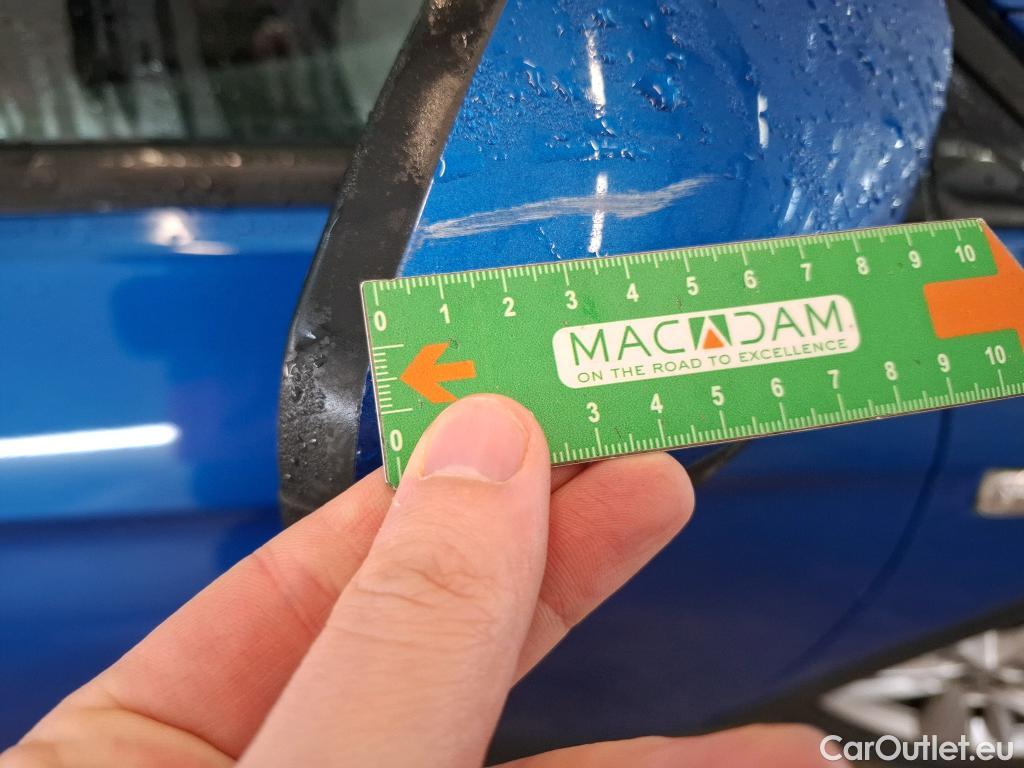 0 1 2 3 4 5 6 7 8 9 10
MACADAM
ON THE ROAD TO EXCELLENCE
0 3 4 5 6 7 8 9 10
CarOutlet.eu